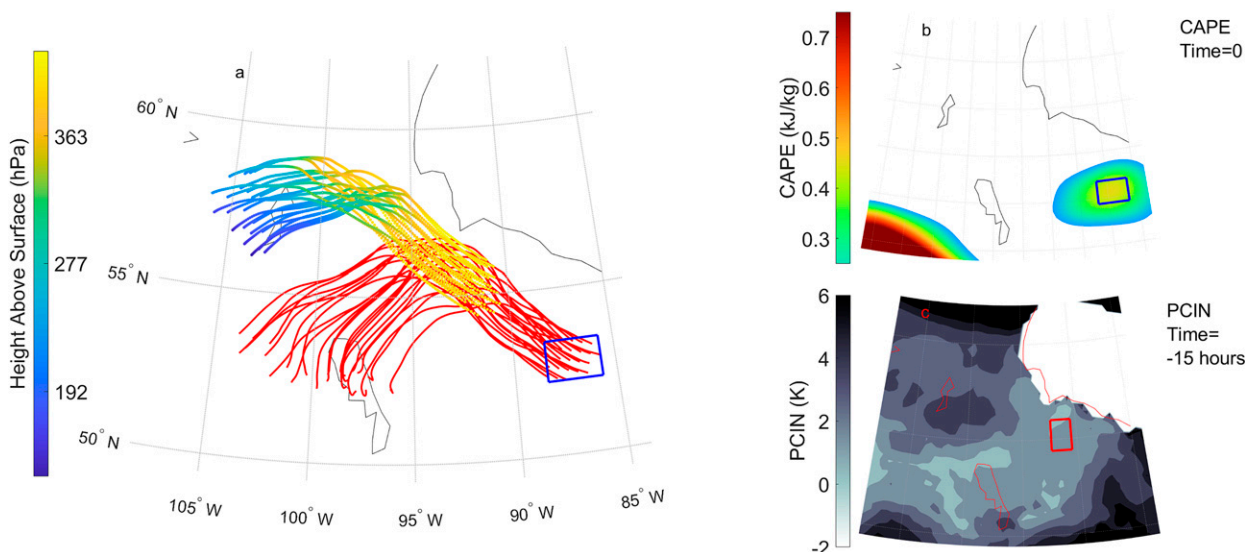 a
Height Above Surface (hPa)
363
277
192
60° N
55° N
50° N
105° W
100° W
95° W
90° W
85° W
b
CAPE
Time=0
CAPE (kJ/kg)
0.7
0.6
0.5
0.4
0.3
c
PCIN
Time=
-15 hours
PCIN (K)
6
4
2
0
-2